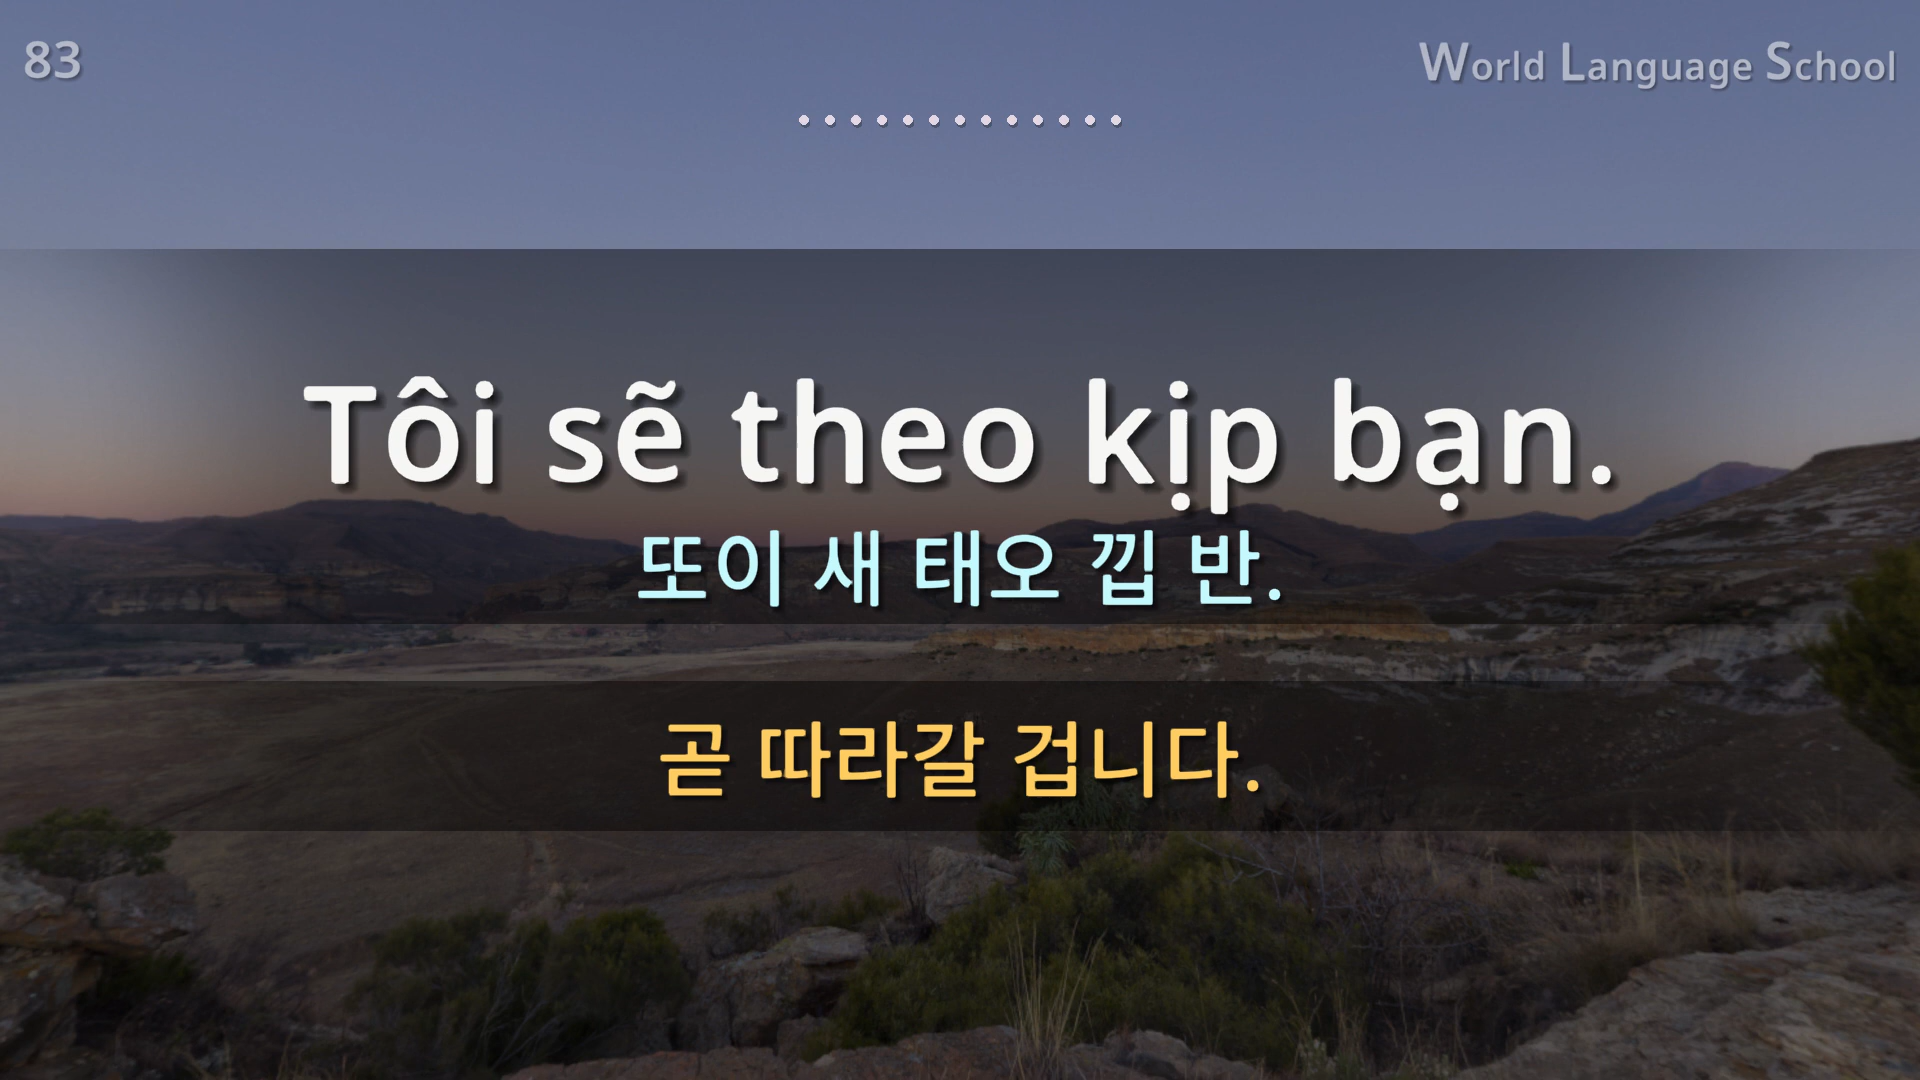 83
World Language School
Tôi sẽ theo kịp bạn.
또이 새 태오 낍 반.
곧 따라갈 겁니다.